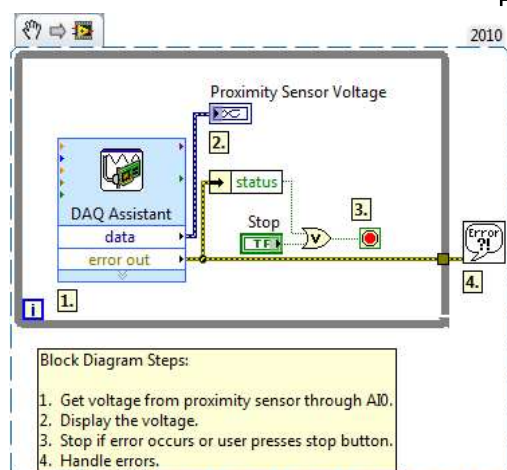 2010
Proximity Sensor Voltage
2.
status
DAQ Assistant
Stop
3.
TF
data
error out
Error
?!
4.
i
1.
Block Diagram Steps:
1. Get voltage from proximity sensor through AI0.
2. Display the voltage.
3. Stop if error occurs or user presses stop button.
4. Handle errors.